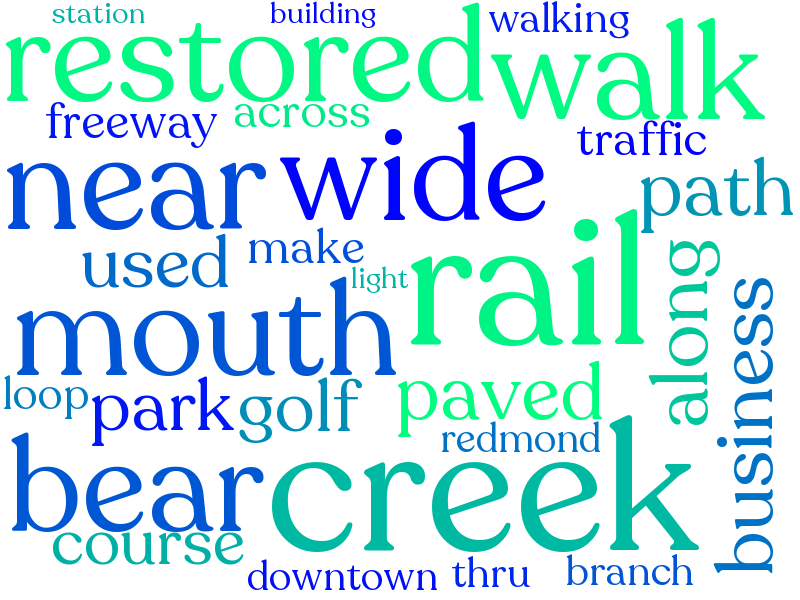 station
building
walking
restored
walk
freeway
across
traffic
near
wide
path
used
make
light
rail
along
mouth
business
loop
park
golf
paved
redmond
bear
creek
course
downtown
thru
branch